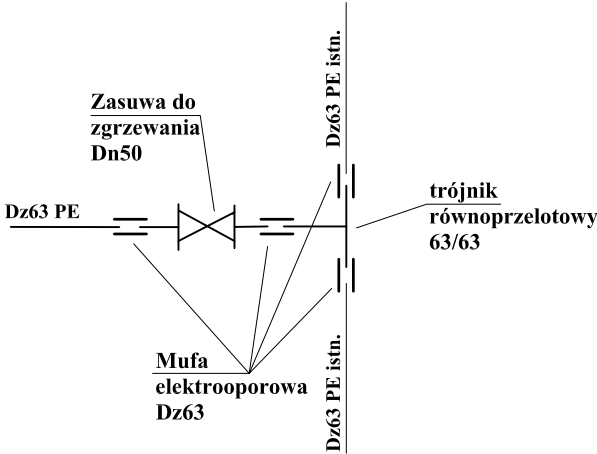 Dz63 PE istn.
Zasuwa do
zgrzewania
Dn50
Dz63 PE
trójnik
równoprzelotowy
63/63
Mufa
elektrooporowa
Dz63
Dz63 PE istn.